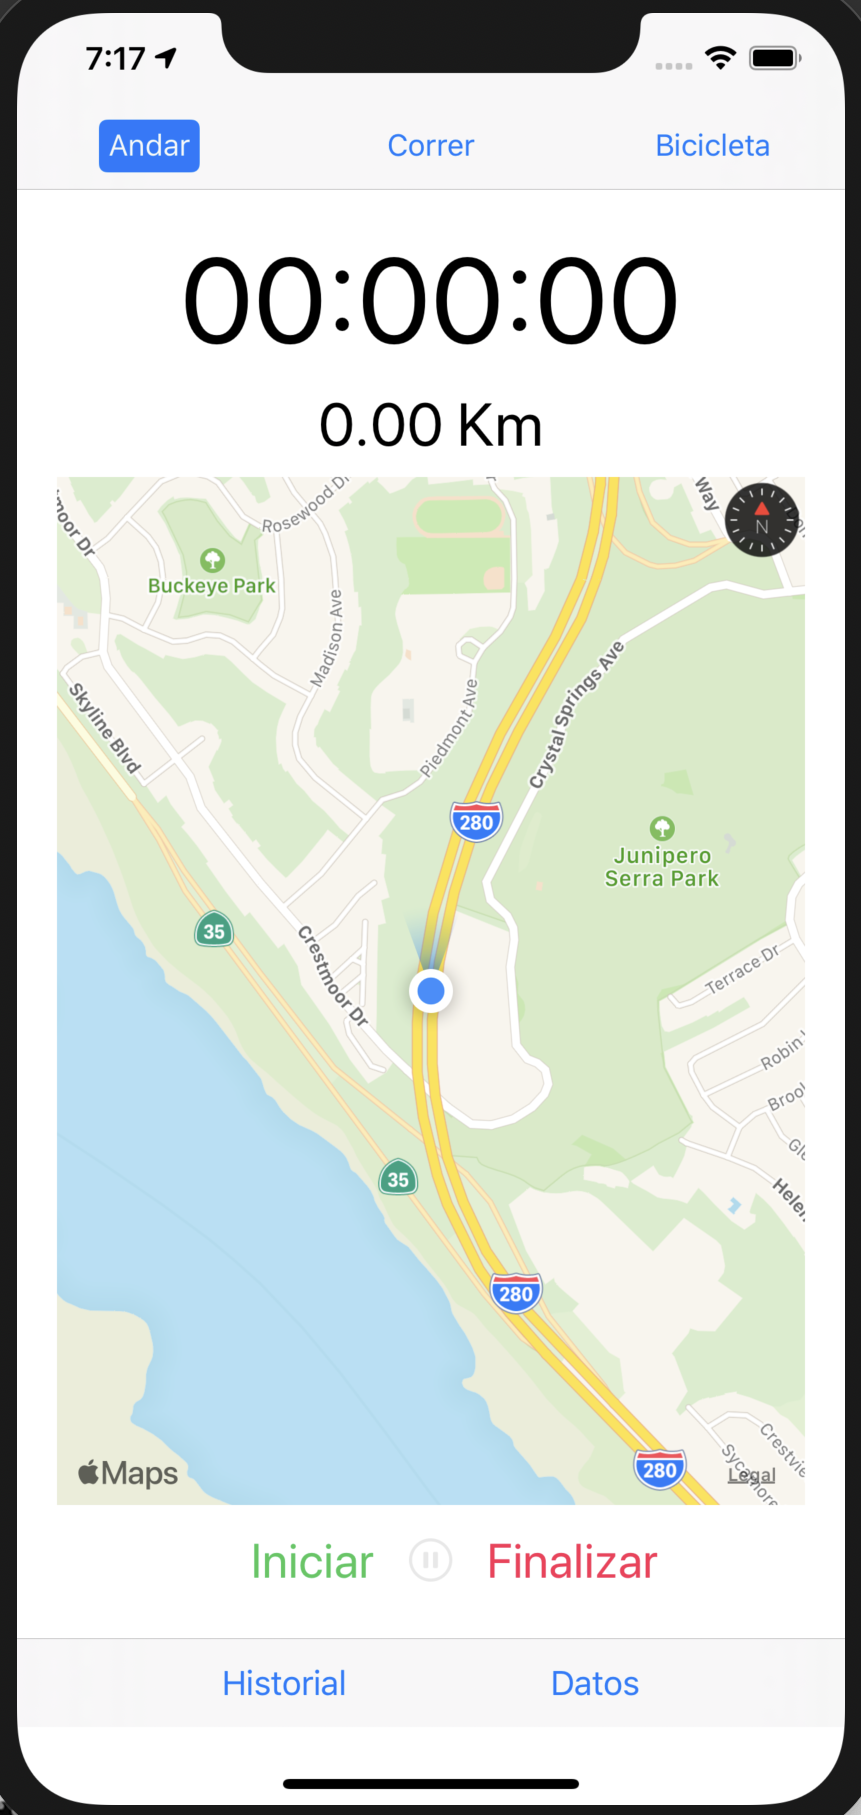 7:17
Andar Correr Bicicleta
00:00:00
0.00 Km
Rosewood Dr
Way
moor Dr
N
Buckeye Park
Madison Ave
Skyline Blvd
Piedmont Ave
Crystal Springs Ave
280
Junipero
Serra Park
35
Crestmoor Dr
Terrace Dr
Robin
Brool
35
Helen
280
Crestvie
Sycamore
280
Maps
Legal
Iniciar Finalizar
Historial Datos